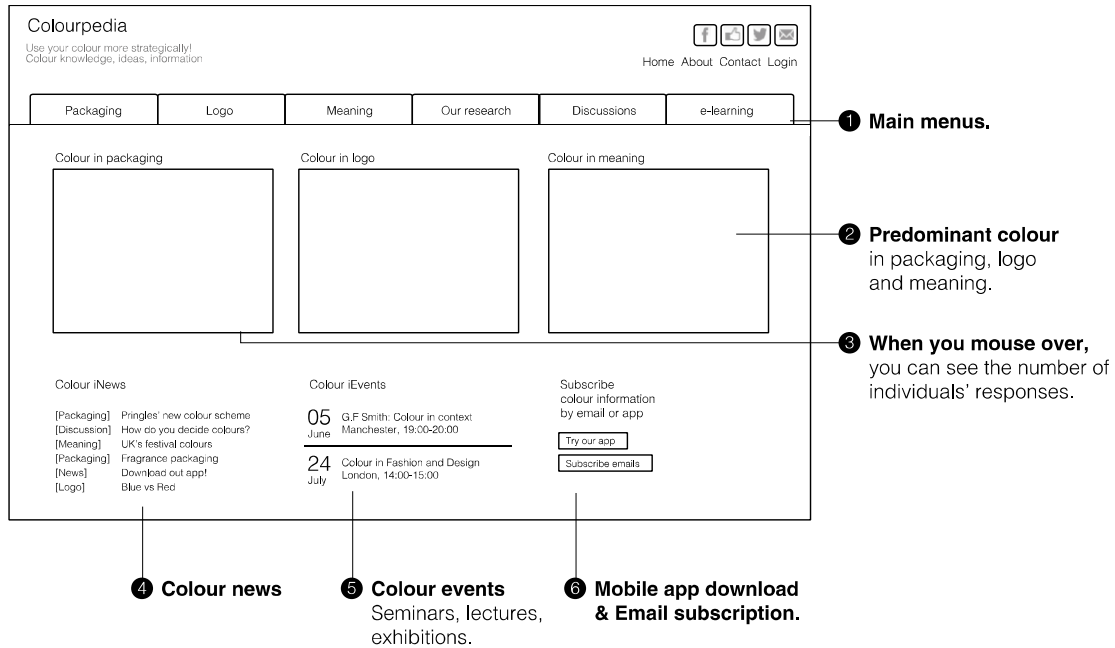 Colourpedia
Use your colour more strategically!
Colour knowledge, ideas, information
f
Home About Contact Login
Packaging Logo Meaning Our research Discussions e-learning
1 Main menus.
Colour in packaging Colour in logo Colour in meaning
2 Predominant colour
in packaging, logo
and meaning.
3 When you mouse over,
you can see the number of
individuals' responses.
Colour iNews
[Packaging] Pringles' new colour scheme
[Discussion] How do you decide colours?
[Meaning] UK's festival colours
[Packaging] Fragrance packaging
[News] Download out app!
[Logo] Blue vs Red
Colour iEvents
05 June
G.F Smith: Colour in context
Manchester, 19:00-20:00
24 July
Colour in Fashion and Design
London, 14:00-15:00
Subscribe
colour information
by email or app
Try our app
Subscribe emails
4 Colour news
5 Colour events
Seminars, lectures,
exhibitions.
6 Mobile app download
& Email subscription.